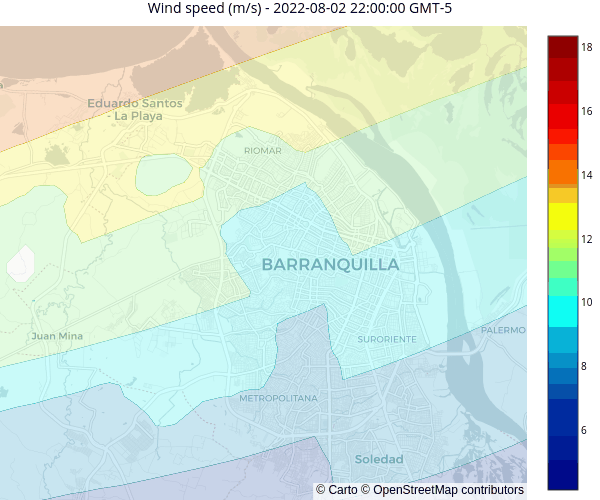 Wind speed (m/s) - 2022-08-02 22:00:00 GMT-5
18
16
14
12
10
8
6
Eduardo Santos
- La Playa
RIOMAR
BARRANQUILLA
Juan Mina
SURORIENTE
PALERMO
METROPOLITANA
Soledad
© Carto © OpenStreetMap contributors